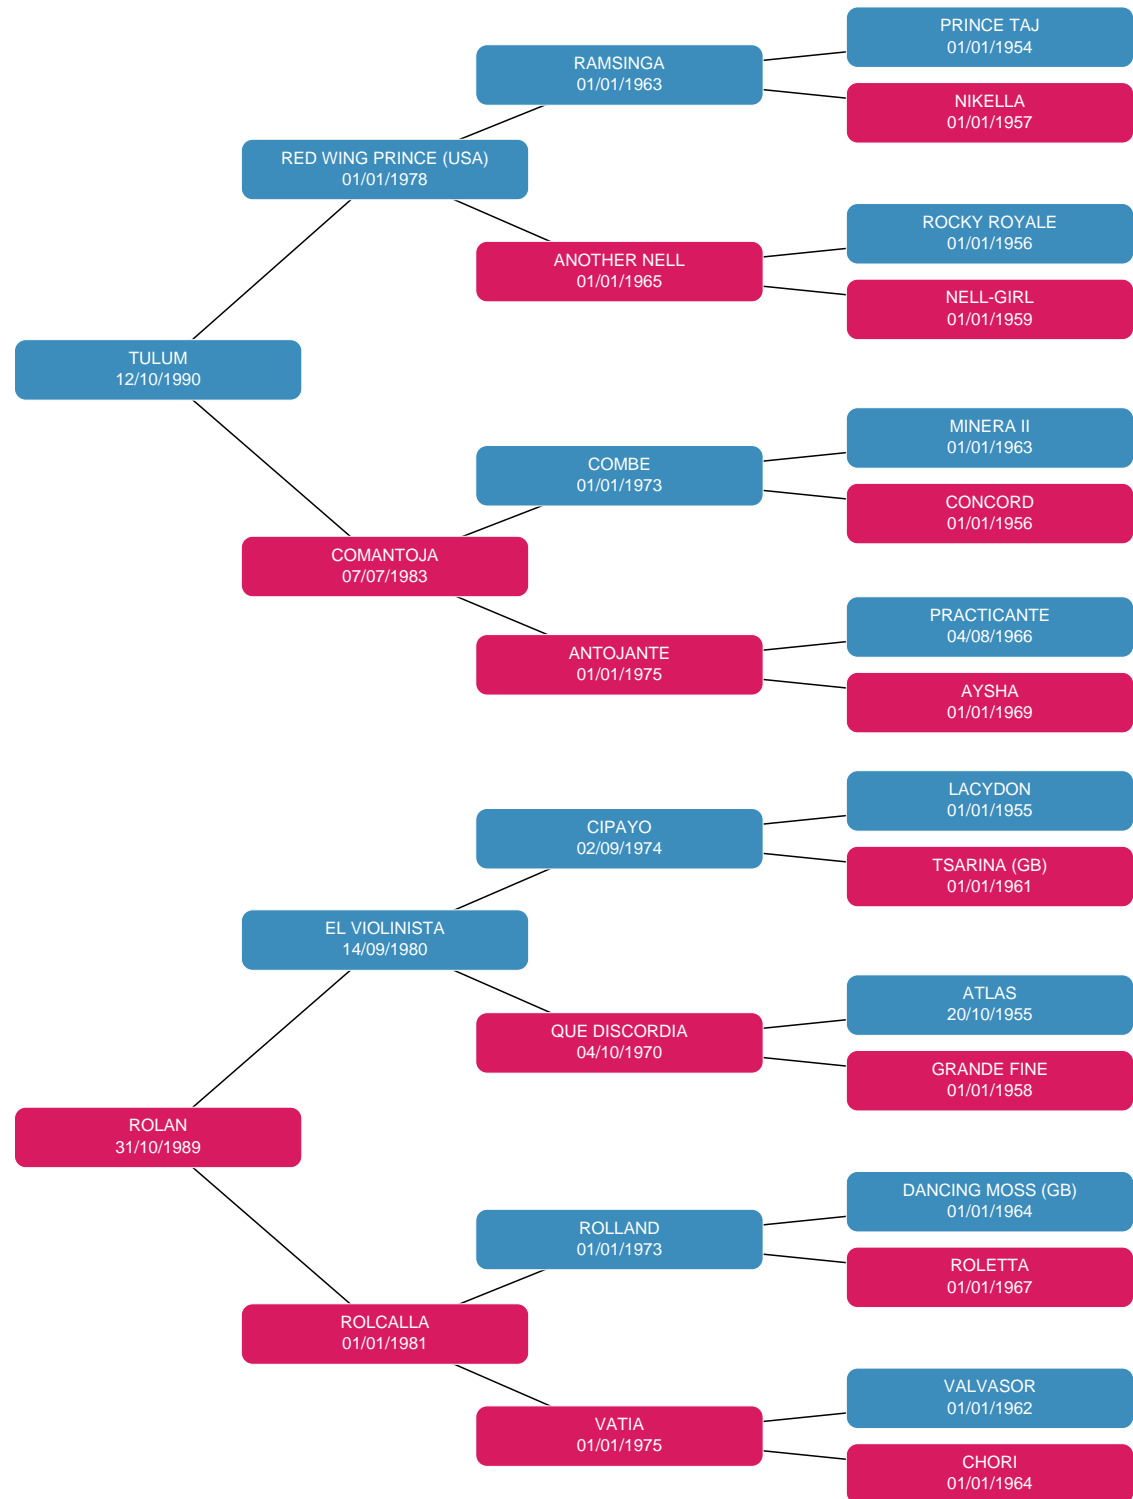 PRINCE TAJ
01/01/1954
RAMSINGA
01/01/1963
NIKELLA
01/01/1957
RED WING PRINCE (USA)
01/01/1978
ROCKY ROYALE
01/01/1956
ANOTHER NELL
01/01/1965
NELL-GIRL
01/01/1959
TULUM
12/10/1990
MINERA II
01/01/1963
COMBE
01/01/1973
CONCORD
01/01/1956
COMANTOJA
07/07/1983
PRACTICANTE
04/08/1966
ANTOJANTE
01/01/1975
AYSHA
01/01/1969
LACYDON
01/01/1955
CIPAYO
02/09/1974
TSARINA (GB)
01/01/1961
EL VIOLINISTA
14/09/1980
ATLAS
20/10/1955
QUE DISCORDIA
04/10/1970
GRANDE FINE
01/01/1958
ROLAN
31/10/1989
DANCING MOSS (GB)
01/01/1964
ROLLAND
01/01/1973
ROLETTA
01/01/1967
ROLCALLA
01/01/1981
VALVASOR
01/01/1962
VATIA
01/01/1975
CHORI
01/01/1964